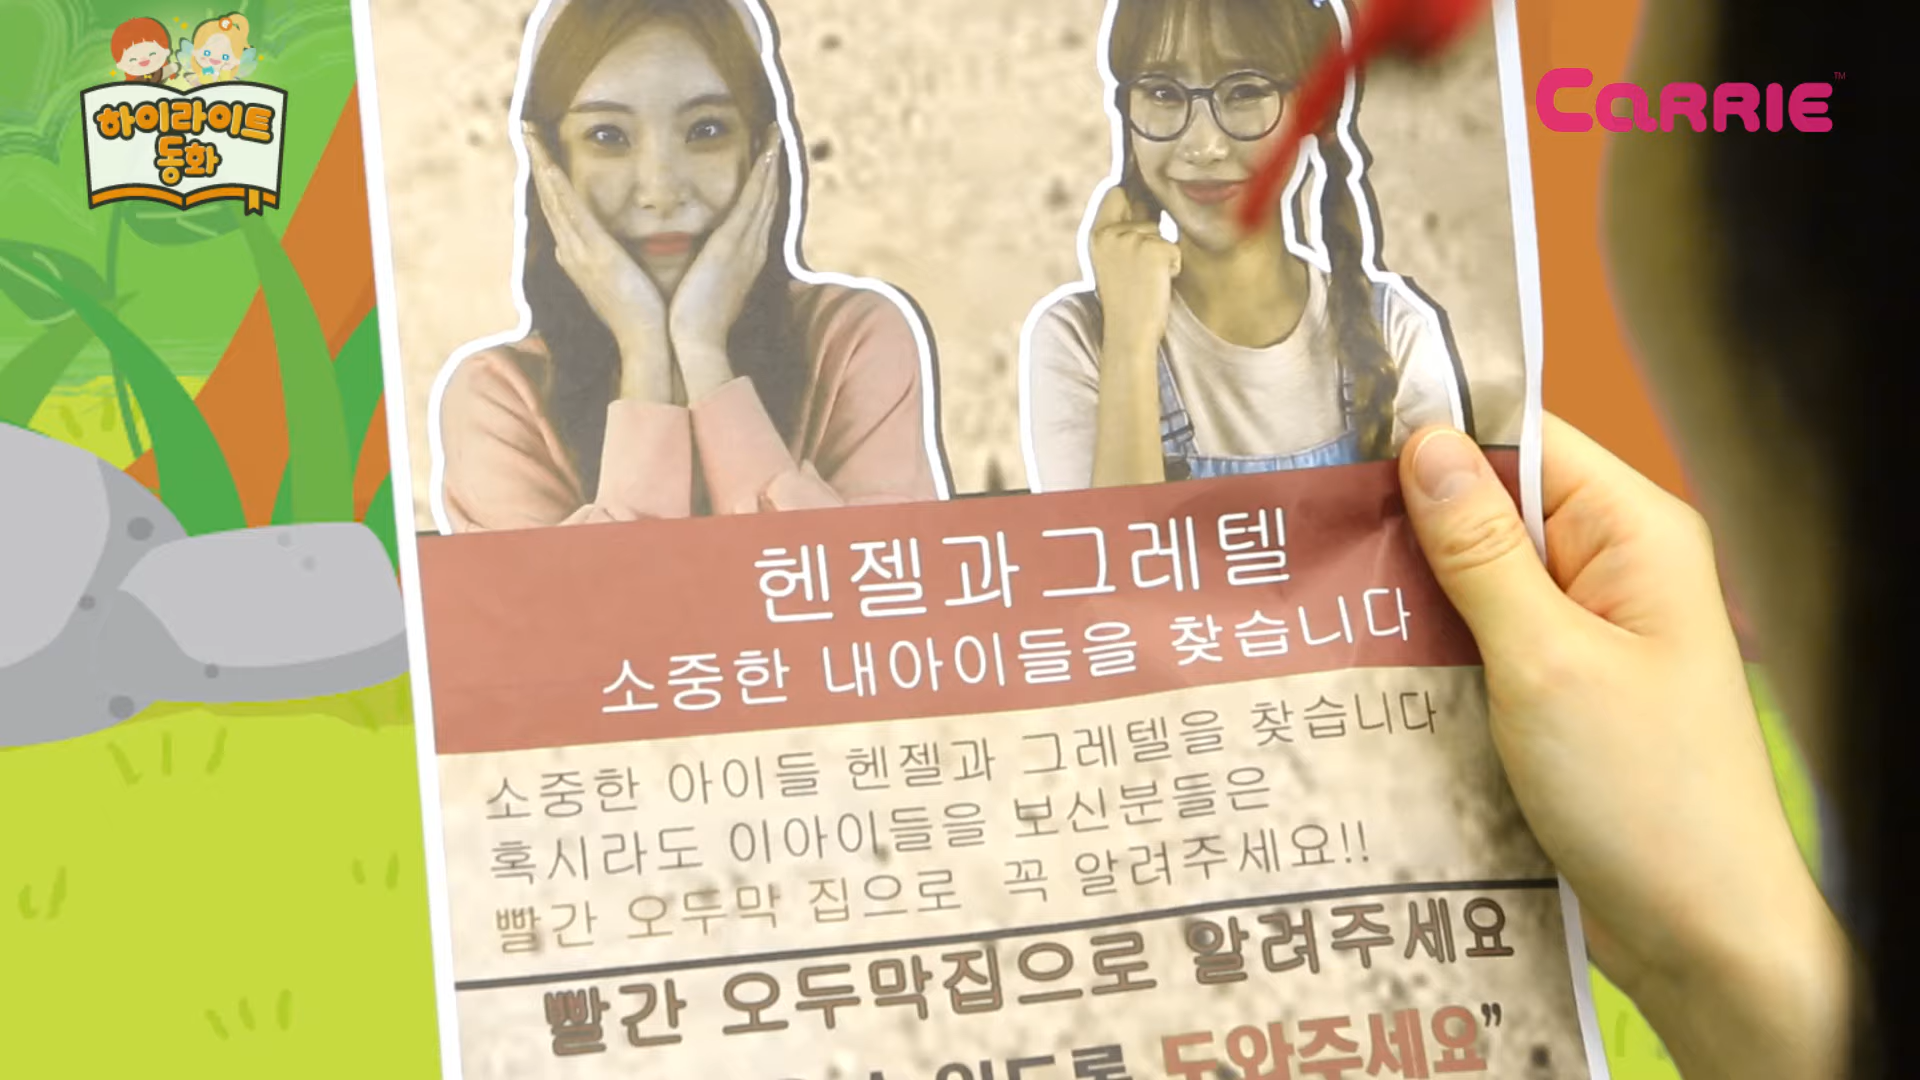 하이라이트
동화
CARRIE™
헨젤과그레텔
소중한 내아이들을 찾습니다
소중한 아이들 헨젤과 그레텔을 찾습니다
혹시라도 이아이들을 보신분들은
빨간 오두막 집으로 꼭 알려주세요!!
빨간 오두막집으로 알려주세요
도와주세요”